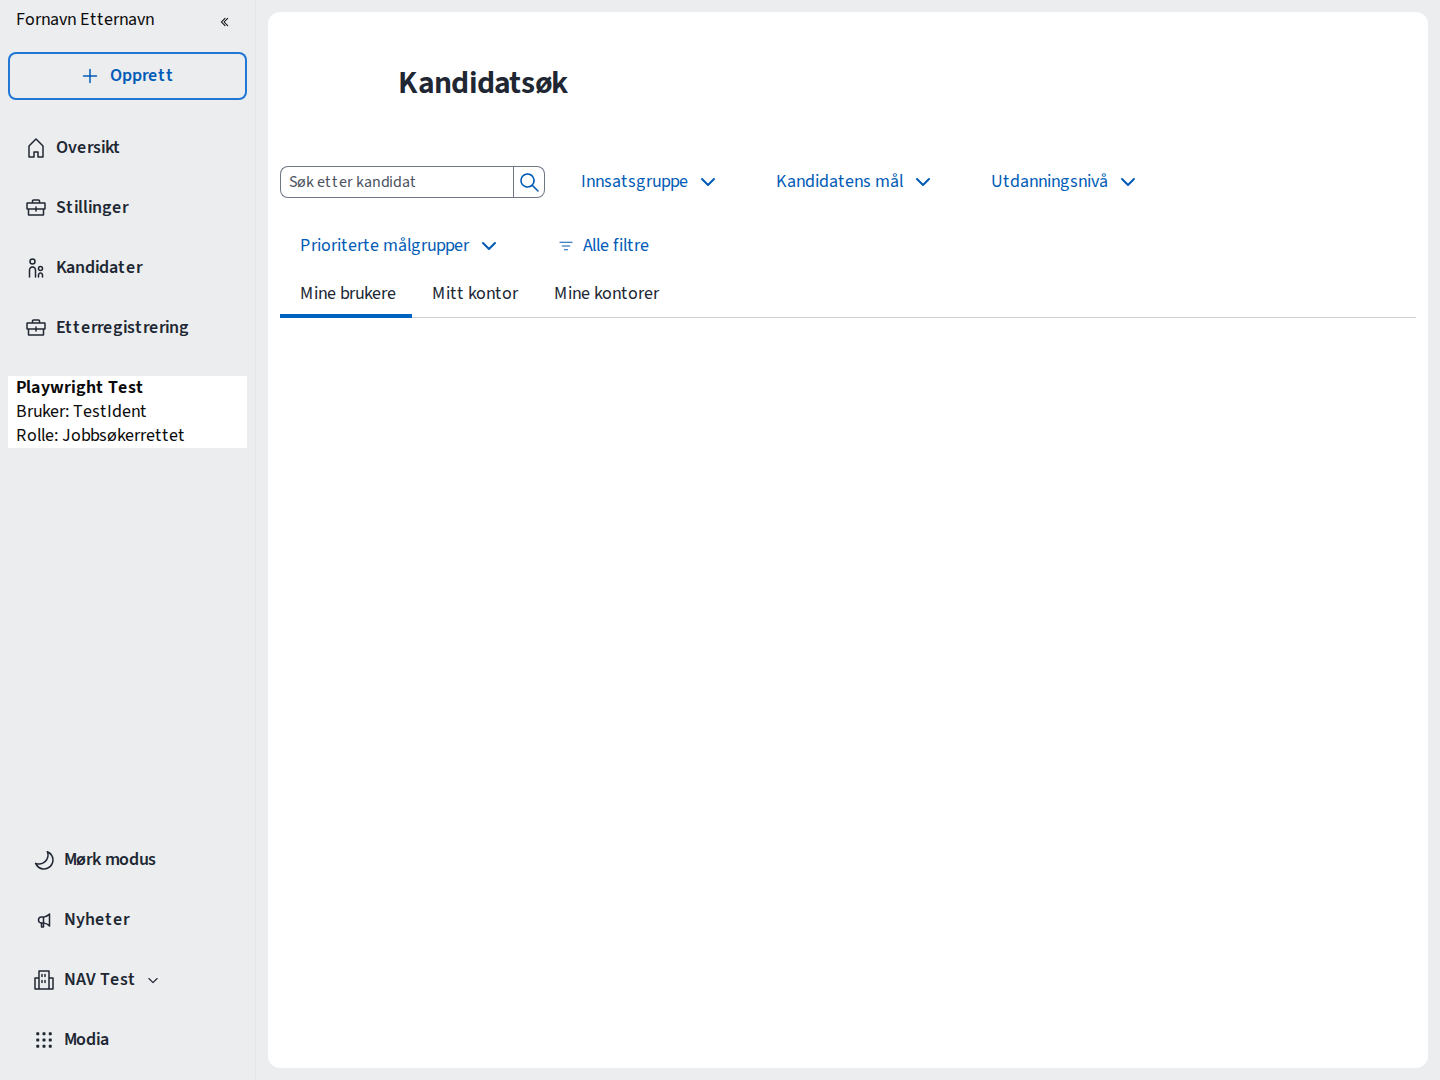 Fornavn Etternavn
Opprett
Oversikt
Stillinger
Kandidater
Etterregistrering
Playwright Test
Bruker: TestIdent
Rolle: Jobbsøkerrettet
Mørk modus
Nyheter
NAV Test
Modia
Kandidatsøk
Søk etter kandidat
Innsatsgruppe
Kandidatens mål
Utdanningsnivå
Prioriterte målgrupper
Alle filtre
Mine brukere
Mitt kontor
Mine kontorer